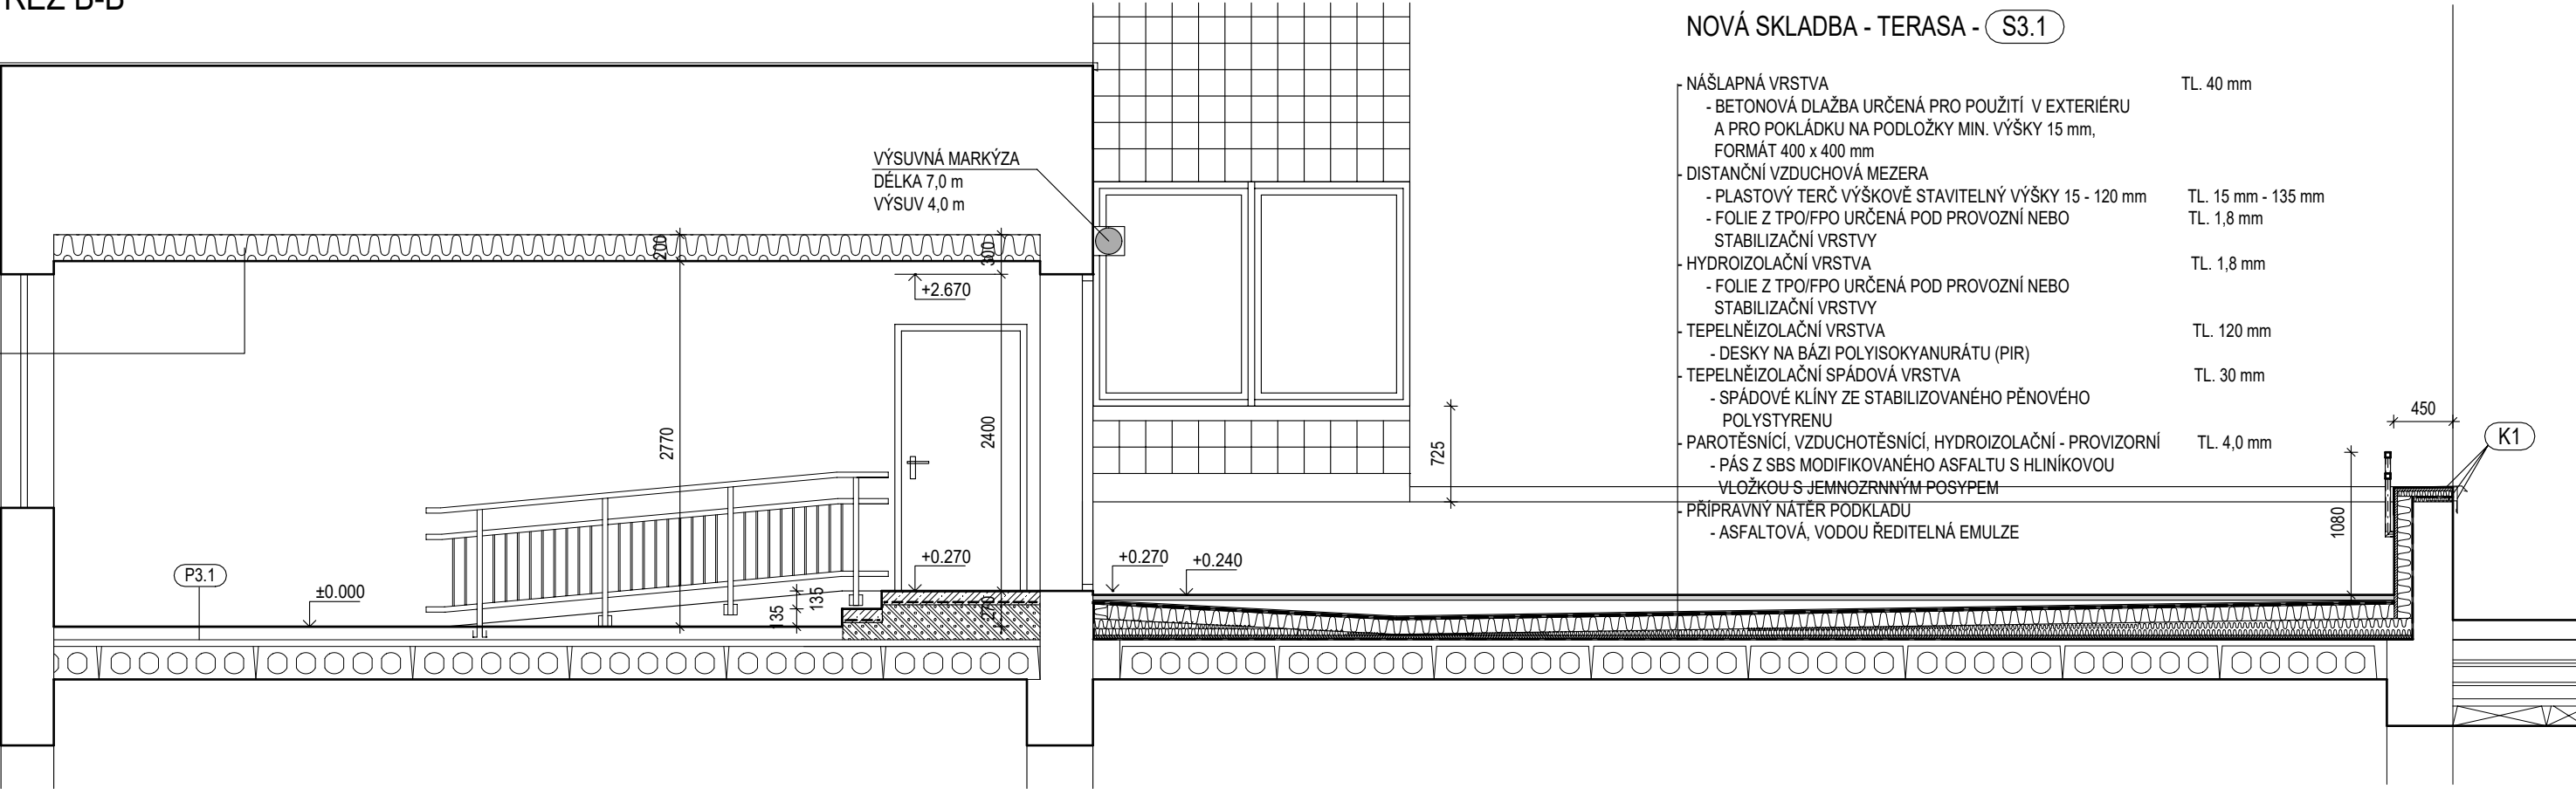 ŘEZ B-B
NOVÁ SKLADBA - TERASA - S3.1
- NÁŠLAPNÁ VRSTVA TL. 40 mm
- BETONOVÁ DLAŽBA URČENÁ PRO POUŽITÍ V EXTERIÉRU
A PRO POKLÁDKU NA PODLOŽKY MIN. VÝŠKY 15 mm,
FORMÁT 400 x 400 mm
- DISTANČNÍ VZDUCHOVÁ MEZERA
- PLASTOVÝ TERČ VÝŠKOVĚ STAVITELNÝ VÝŠKY 15 - 120 mm TL. 15 mm - 135 mm
- FOLIE Z TPO/FPO URČENÁ POD PROVOZNÍ NEBO TL. 1,8 mm
STABILIZAČNÍ VRSTVY
- HYDROIZOLAČNÍ VRSTVA TL. 1,8 mm
- FOLIE Z TPO/FPO URČENÁ POD PROVOZNÍ NEBO
STABILIZAČNÍ VRSTVY
- TEPELNĚIZOLAČNÍ VRSTVA TL. 120 mm
- DESKY NA BÁZI POLYISOKYANURÁTU (PIR)
- TEPELNĚIZOLAČNÍ SPÁDOVÁ VRSTVA TL. 30 mm
- SPÁDOVÉ KLÍNY ZE STABILIZOVANÉHO PĚNOVÉHO
POLYSTYRENU
- PAROTĚSNÍCÍ, VZDUCHOTĚSNÍCÍ, HYDROIZOLAČNÍ - PROVIZORNÍ TL. 4,0 mm
- PÁS Z SBS MODIFIKOVANÉHO ASFALTU S HLINÍKOVOU
VLOŽKOU S JEMNOZRNNÝM POSYPEM
- PŘÍPRAVNÝ NÁTĚR PODKLADU
- ASFALTOVÁ, VODOU ŘEDITELNÁ EMULZE
VÝSUVNÁ MARKÝZA
DÉLKA 7,0 m
VÝSUV 4,0 m
200
300
+2.670
2770
2400
725
450
K1
1080
P3.1
±0.000
135
135
+0.270
270
+0.270
+0.240